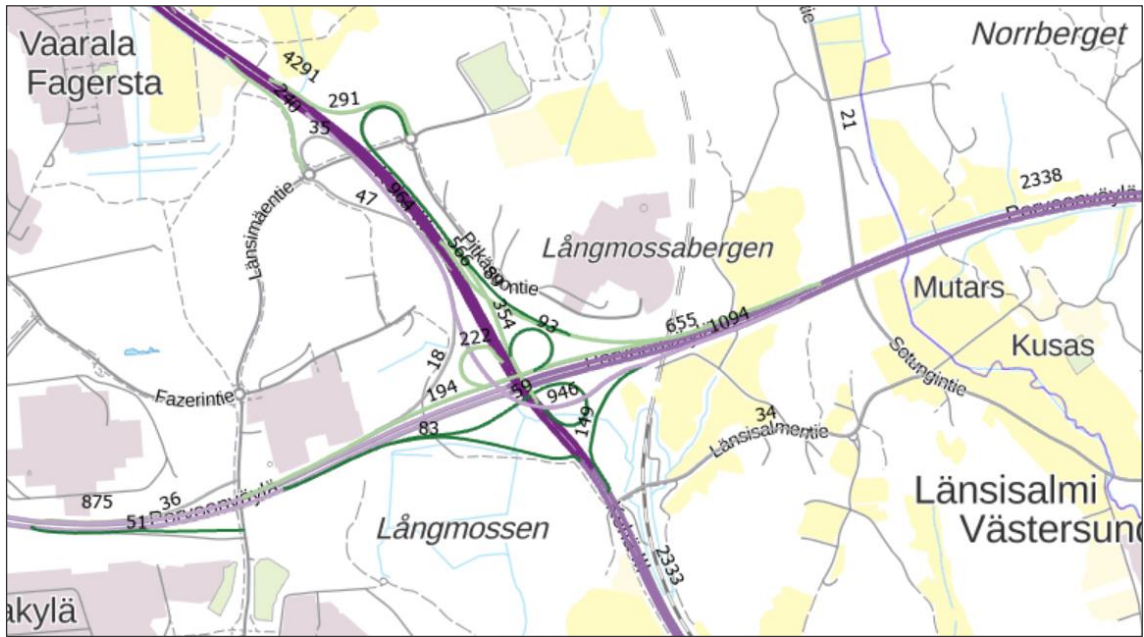 Vaarala
Fagersta
Norrberget
4291
240
291
35
21
47
964
2338
Länsimäentie
566
89
Pitkäsuontie
Långmossabergen
Mutars
354
93
655
1094
222
18
Kusas
Sotungintie
194
59
946
Fazerintie
83
149
34
Länsisalmentie
875
36
51
Porvoonväylä
Långmossen
Länsisalmi
Västersund
akylä
2333